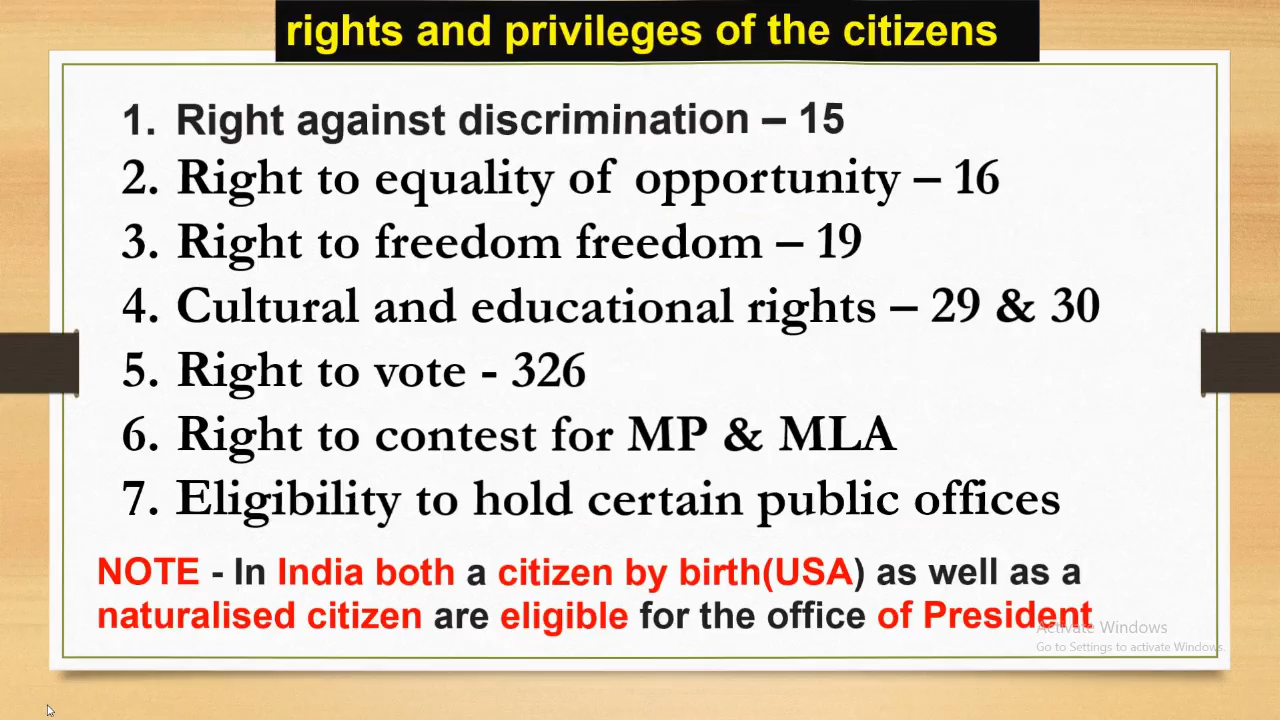 rights and privileges of the citizens
1. Right against discrimination – 15
2. Right to equality of opportunity – 16
3. Right to freedom freedom – 19
4. Cultural and educational rights – 29 & 30
5. Right to vote - 326
6. Right to contest for MP & MLA
7. Eligibility to hold certain public offices
NOTE - In India both a citizen by birth(USA) as well as a
naturalised citizen are eligible for the office of President
Activate Windows
Go to Settings to activate Windows.